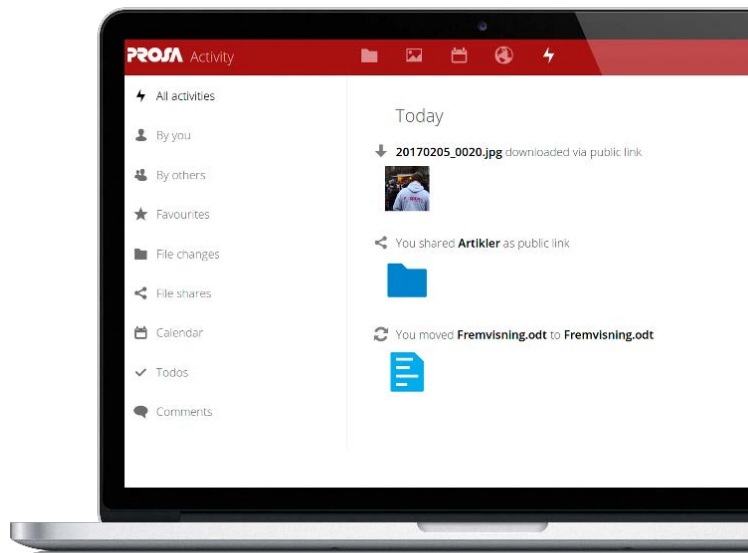 PROSA Activity
All activities
By you
By others
Favourites
File changes
File shares
Calendar
Todos
Comments
Today
20170205_0020.jpg downloaded via public link
You shared Artikler as public link
You moved Fremvisning.odt to Fremvisning.odt